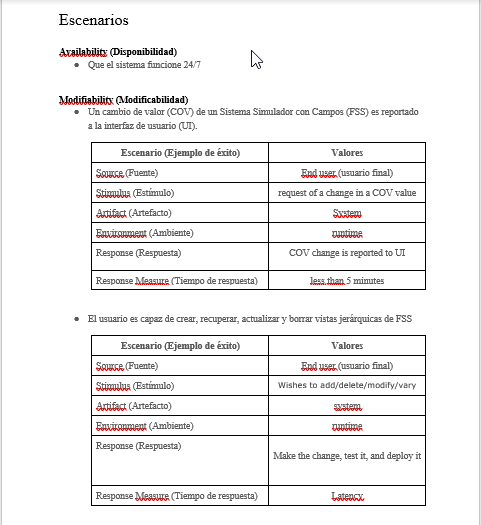 Escenarios
Availability (Disponibilidad)
● Que el sistema funcione 24/7
Modifiability (Modificabilidad)
● Un cambio de valor (COV) de un Sistema Simulador con Campos (FSS) es reportado
a la interfaz de usuario (UI).
Escenario (Ejemplo de éxito) Valores
Source (Fuente) End user (usuario final)
Stimulus (Estímulo) request of a change in a COV value
Artifact (Artefacto) System
Environment (Ambiente) runtime
Response (Respuesta) COV change is reported to UI
Response Measure (Tiempo de respuesta) less than 5 minutes
● El usuario es capaz de crear, recuperar, actualizar y borrar vistas jerárquicas de FSS
Escenario (Ejemplo de éxito) Valores
Source (Fuente) End user (usuario final)
Stimulus (Estímulo) Wishes to add/delete/modify/vary
Artifact (Artefacto) system
Environment (Ambiente) runtime
Response (Respuesta) Make the change, test it, and deploy it
Response Measure (Tiempo de respuesta) Latency